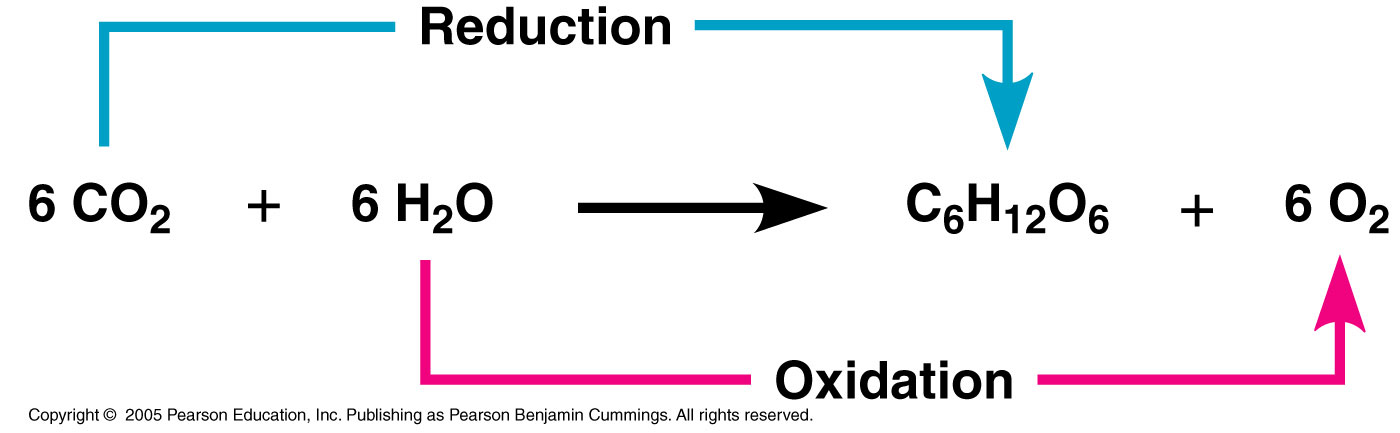 Reduction
6 CO₂ + 6 H₂O → C₆H₁₂O₆ + 6 O₂
Oxidation
Copyright © 2005 Pearson Education, Inc. Publishing as Pearson Benjamin Cummings. All rights reserved.